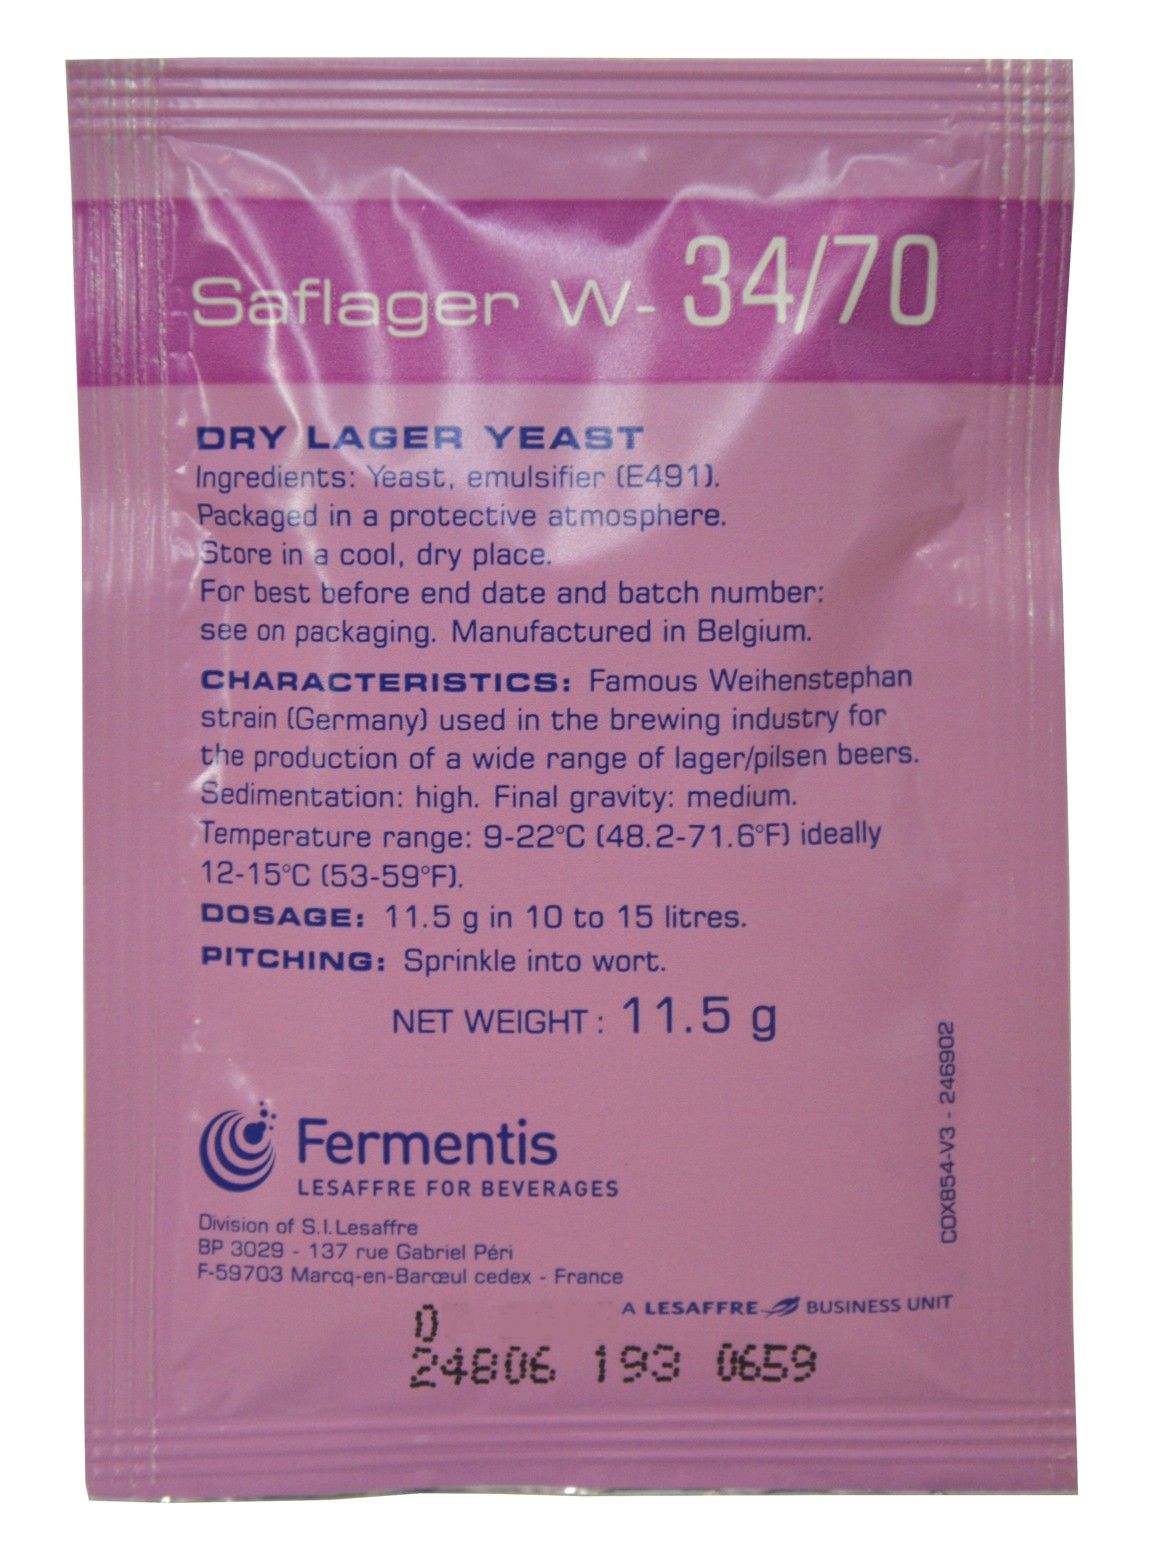 Saflager W-34/70
DRY LAGER YEAST
Ingredients: Yeast, emulsifier (E491).
Packaged in a protective atmosphere.
Store in a cool, dry place.
For best before end date and batch number:
see on packaging. Manufactured in Belgium.
CHARACTERISTICS: Famous Weihenstephan
strain (Germany) used in the brewing industry for
the production of a wide range of lager/pilsen beers.
Sedimentation: high. Final gravity: medium.
Temperature range: 9-22°C (48.2-71.6°F) ideally
12-15°C (53-59°F).
DOSAGE: 11.5 g in 10 to 15 litres.
PITCHING: Sprinkle into wort.
NET WEIGHT: 11.5 g
COX854-V3 - 246902
Fermentis
LESAFFRE FOR BEVERAGES
Division of S.I.Lesaffre
BP 3029 - 137 rue Gabriel Péri
F-59703 Marcq-en-Barœul cedex - France
A LESAFFRE BUSINESS UNIT
0
24806 193 0659